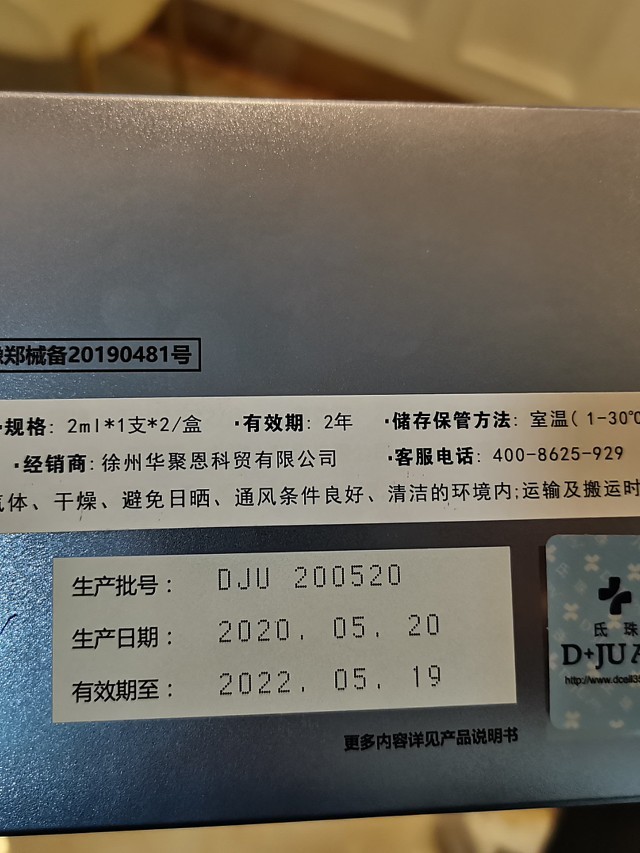 郑械备20190481号
·规格: 2ml*1支*2/盒 ·有效期: 2年 ·储存保管方法: 室温( 1-30℃
·经销商: 徐州华聚恩科贸有限公司 ·客服电话: 400-8625-929
气体、干燥、避免日晒、通风条件良好、清洁的环境内;运输及搬运时
生产批号： DJU 200520
生产日期： 2020. 05. 20
有效期至： 2022. 05. 19
氏 珠
D+JU
http://www.dcell35
更多内容详见产品说明书